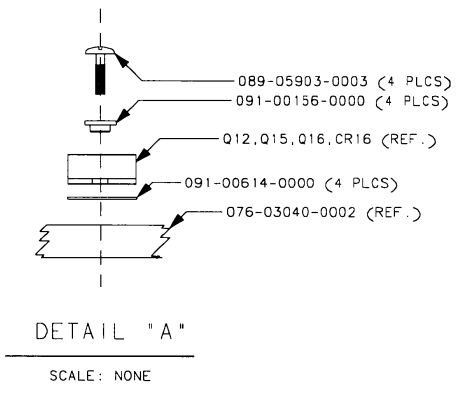 089-05903-0003 (4 PLCS)
091-00156-0000 (4 PLCS)
Q12,Q15,Q16,CR16 (REF.)
091-00614-0000 (4 PLCS)
076-03040-0002 (REF.)
DETAIL "A"
SCALE: NONE